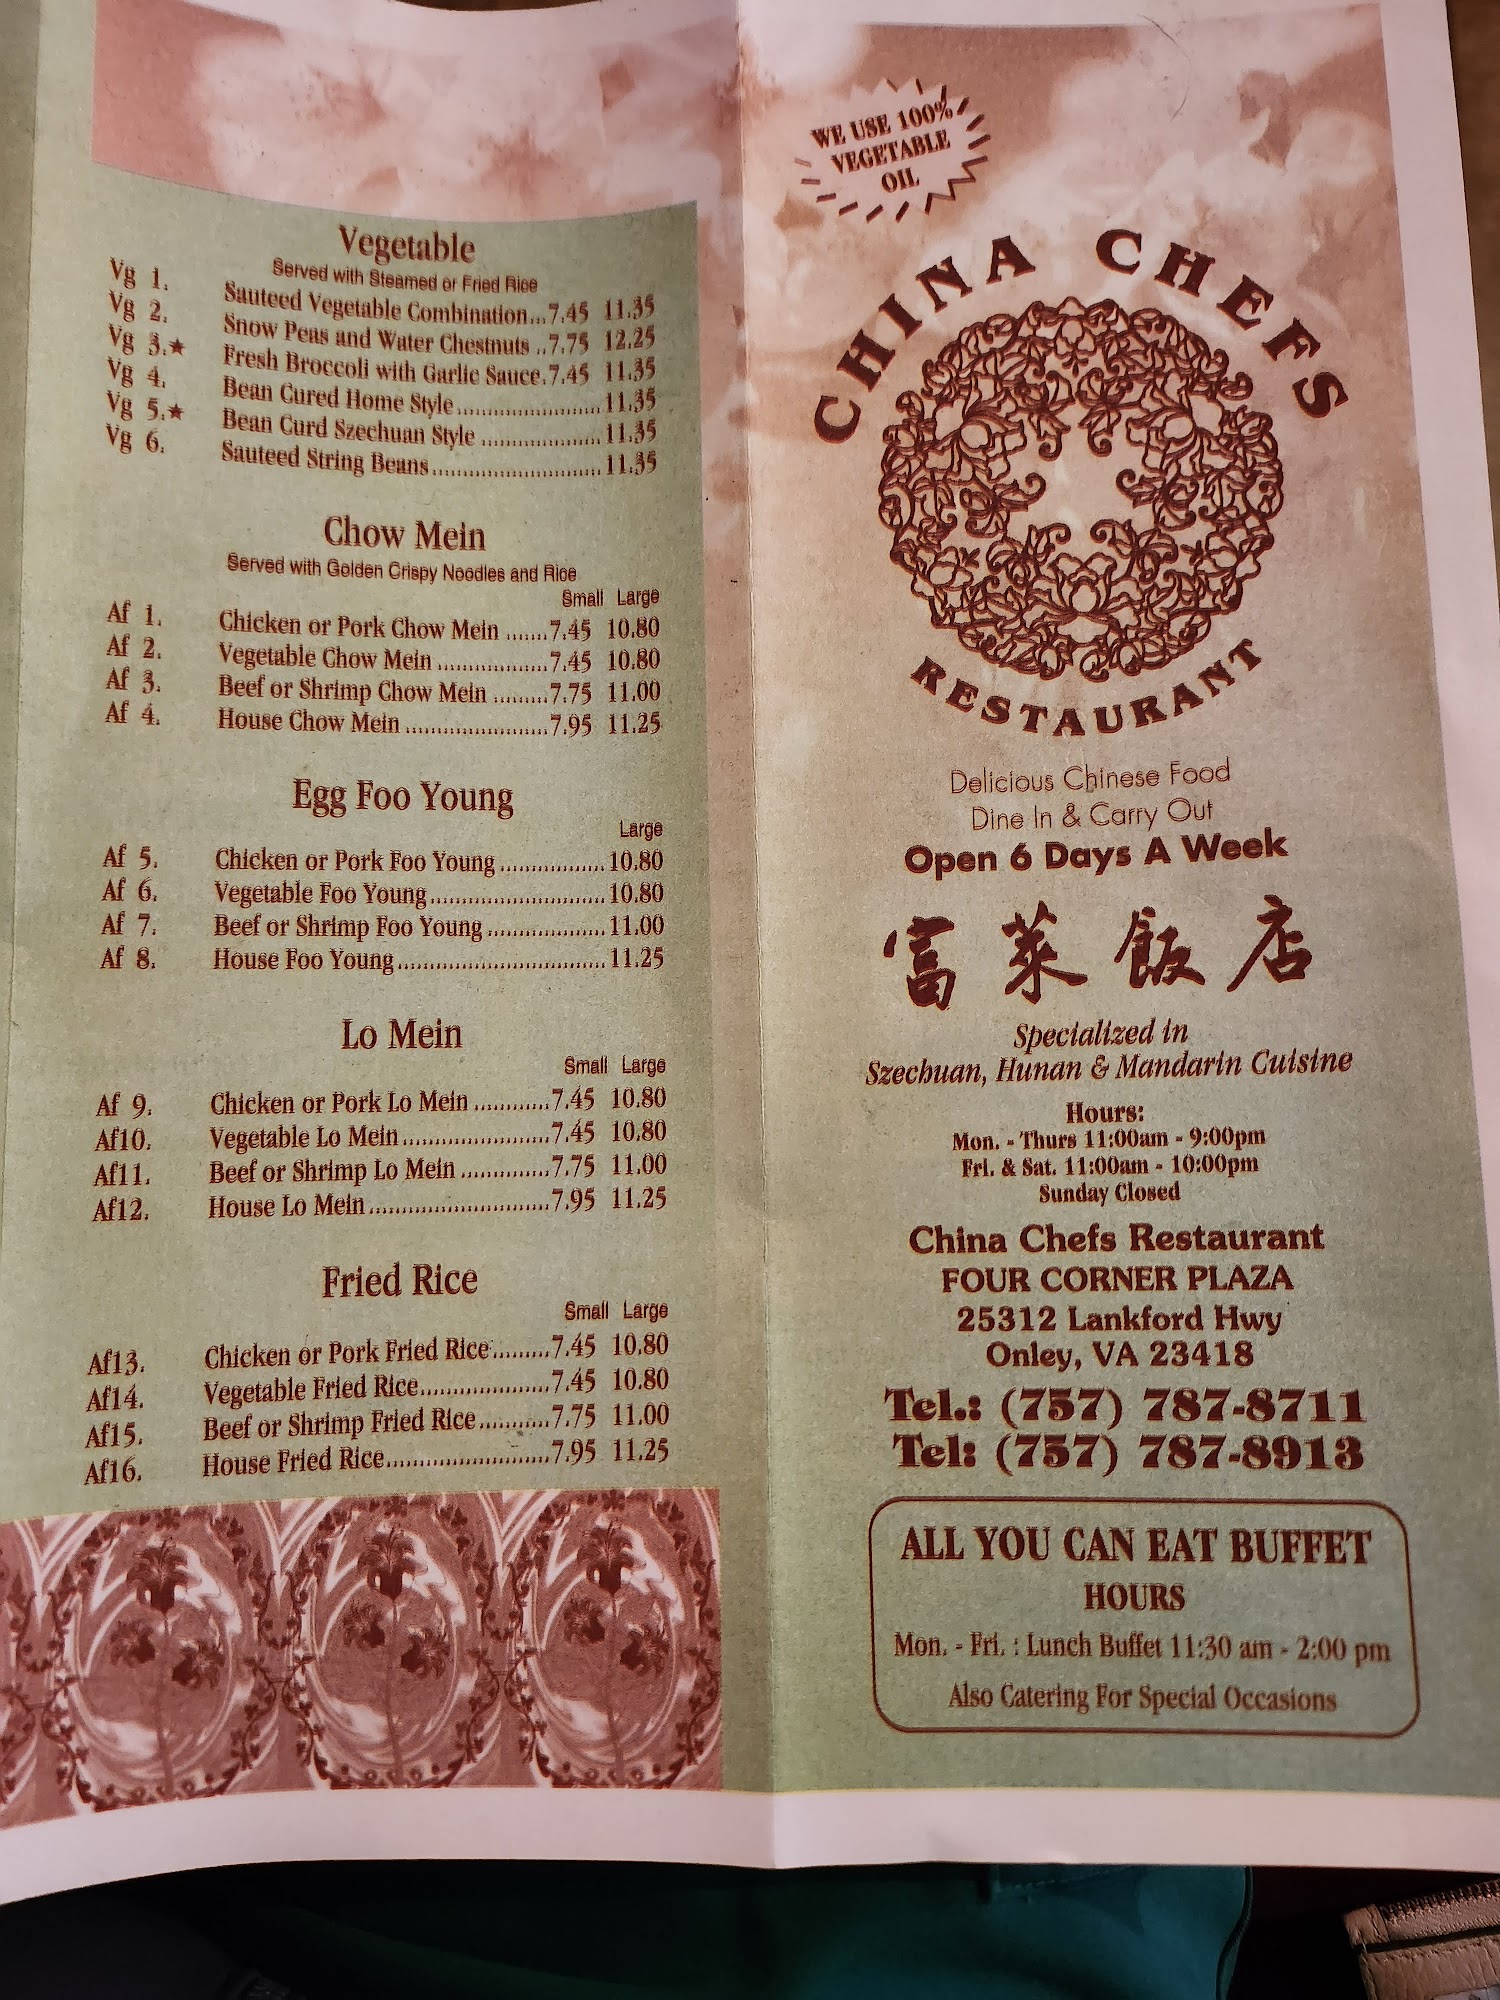 Vegetable
Served with Steamed or Fried Rice
Vg 1. Sauteed Vegetable Combination...7.45 11.35
Vg 2. Snow Peas and Water Chestnuts ..7.75 12.25
Vg 3.★ Fresh Broccoli with Garlic Sauce.7.45 11.35
Vg 4. Bean Cured Home Style.........................11.35
Vg 5.★ Bean Curd Szechuan Style .....................11.35
Vg 6. Sauteed String Beans.............................11.35
Chow Mein
Served with Golden Crispy Noodles and Rice
Small Large
Af 1. Chicken or Pork Chow Mein .......7.45 10.80
Af 2. Vegetable Chow Mein ..................7.45 10.80
Af 3. Beef or Shrimp Chow Mein .........7.75 11.00
Af 4. House Chow Mein .......................7.95 11.25
Egg Foo Young
Large
Af 5. Chicken or Pork Foo Young .................10.80
Af 6. Vegetable Foo Young............................10.80
Af 7. Beef or Shrimp Foo Young ...................11.00
Af 8. House Foo Young..................................11.25
Lo Mein
Small Large
Af 9. Chicken or Pork Lo Mein ............7.45 10.80
Af10. Vegetable Lo Mein.......................7.45 10.80
Af11. Beef or Shrimp Lo Mein ..............7.75 11.00
Af12. House Lo Mein............................7.95 11.25
Fried Rice
Small Large
Af13. Chicken or Pork Fried Rice.........7.45 10.80
Af14. Vegetable Fried Rice....................7.45 10.80
Af15. Beef or Shrimp Fried Rice...........7.75 11.00
Af16. House Fried Rice..........................7.95 11.25
WE USE 100%
VEGETABLE
OIL
CHINA CHEFS
RESTAURANT
Delicious Chinese Food
Dine In & Carry Out
Open 6 Days A Week
富萊飯店
Specialized in
Szechuan, Hunan & Mandarin Cuisine
Hours:
Mon. - Thurs 11:00am - 9:00pm
Fri. & Sat. 11:00am - 10:00pm
Sunday Closed
China Chefs Restaurant
FOUR CORNER PLAZA
25312 Lankford Hwy
Onley, VA 23418
Tel.: (757) 787-8711
Tel: (757) 787-8913
ALL YOU CAN EAT BUFFET
HOURS
Mon. - Fri. : Lunch Buffet 11:30 am - 2:00 pm
Also Catering For Special Occasions